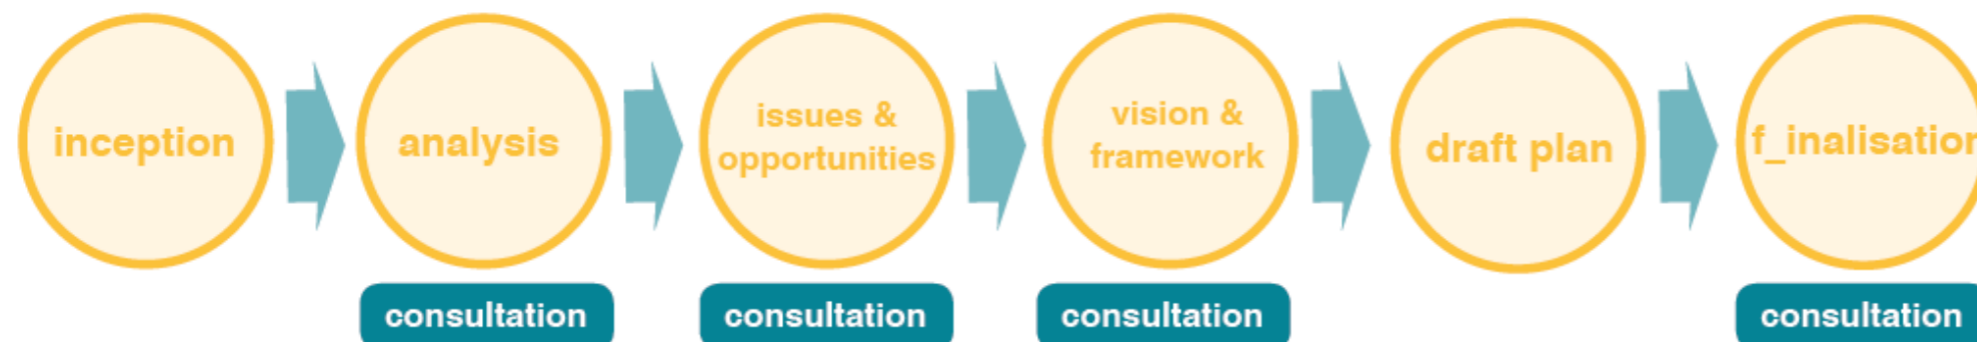 inception
analysis
issues &
opportunities
vision &
framework
draft plan
f_inalisation
consultation
consultation
consultation
consultation